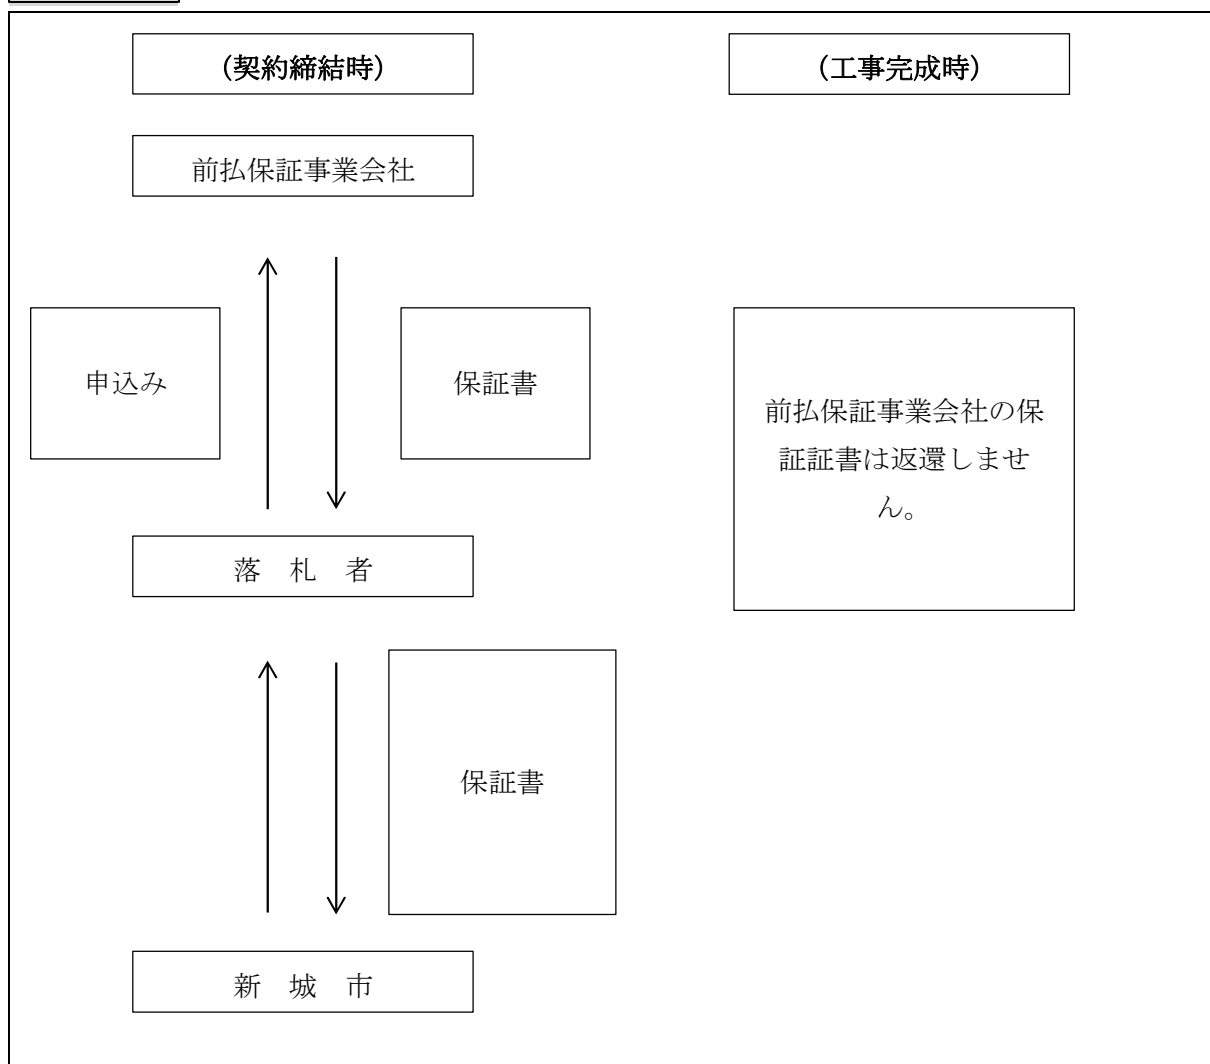 (契約締結時)
(工事完成時)
前払保証事業会社
申込み
保証書
前払保証事業会社の保
証証書は返還しませ
ん。
落 札 者
保証書
新 城 市